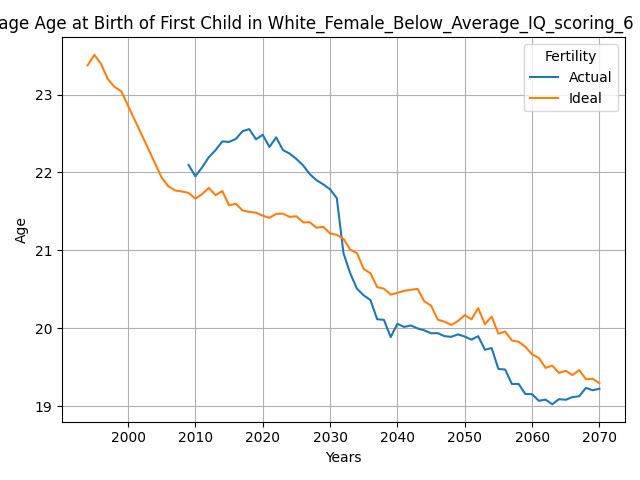 age Age at Birth of First Child in White_Female_Below_Average_IQ_scoring_6
Fertility
Actual
Ideal
Age
23
22
21
20
19
2000 2010 2020 2030 2040 2050 2060 2070
Years